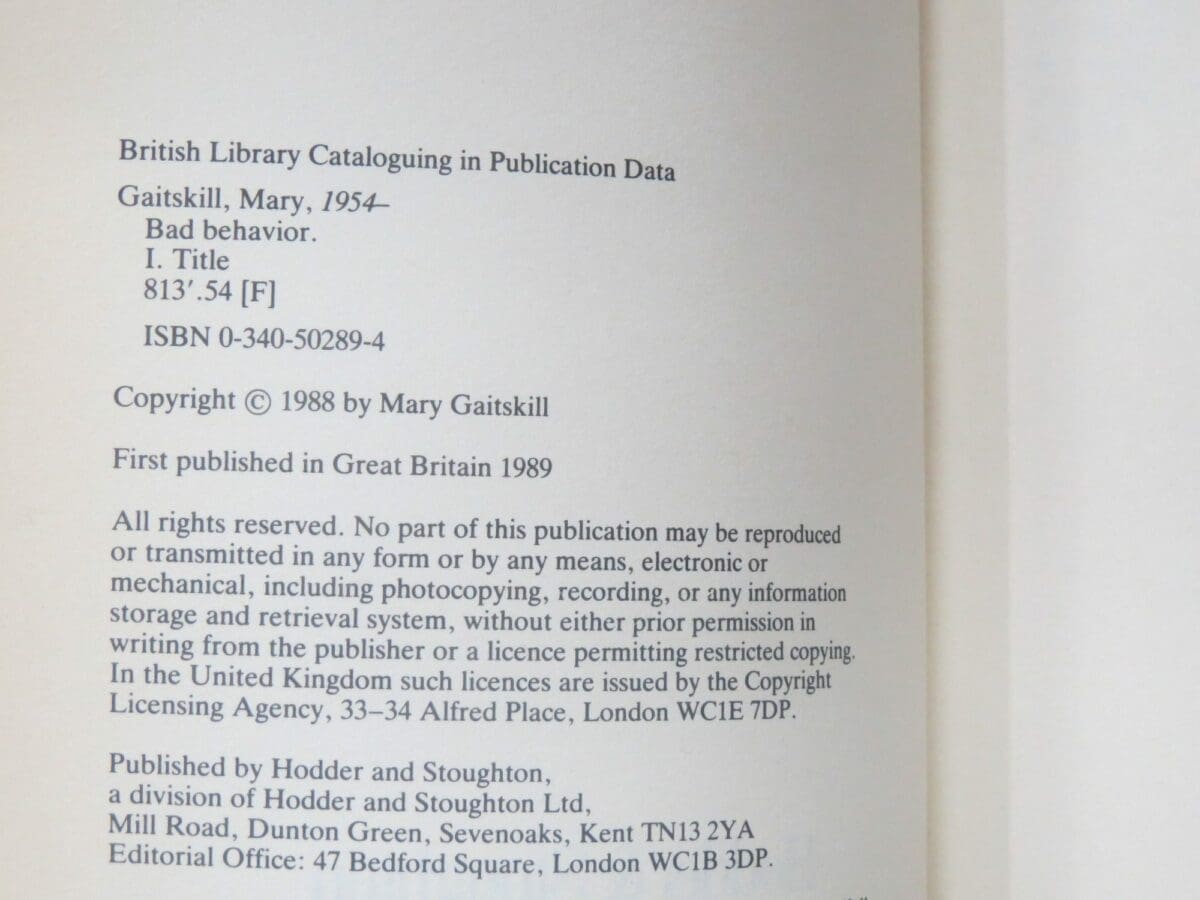 British Library Cataloguing in Publication Data
Gaitskill, Mary, 1954–
Bad behavior.
I. Title
813′.54 [F]
ISBN 0-340-50289-4
Copyright © 1988 by Mary Gaitskill
First published in Great Britain 1989
All rights reserved. No part of this publication may be reproduced
or transmitted in any form or by any means, electronic or
mechanical, including photocopying, recording, or any information
storage and retrieval system, without either prior permission in
writing from the publisher or a licence permitting restricted copying.
In the United Kingdom such licences are issued by the Copyright
Licensing Agency, 33–34 Alfred Place, London WC1E 7DP.
Published by Hodder and Stoughton,
a division of Hodder and Stoughton Ltd,
Mill Road, Dunton Green, Sevenoaks, Kent TN13 2YA
Editorial Office: 47 Bedford Square, London WC1B 3DP.